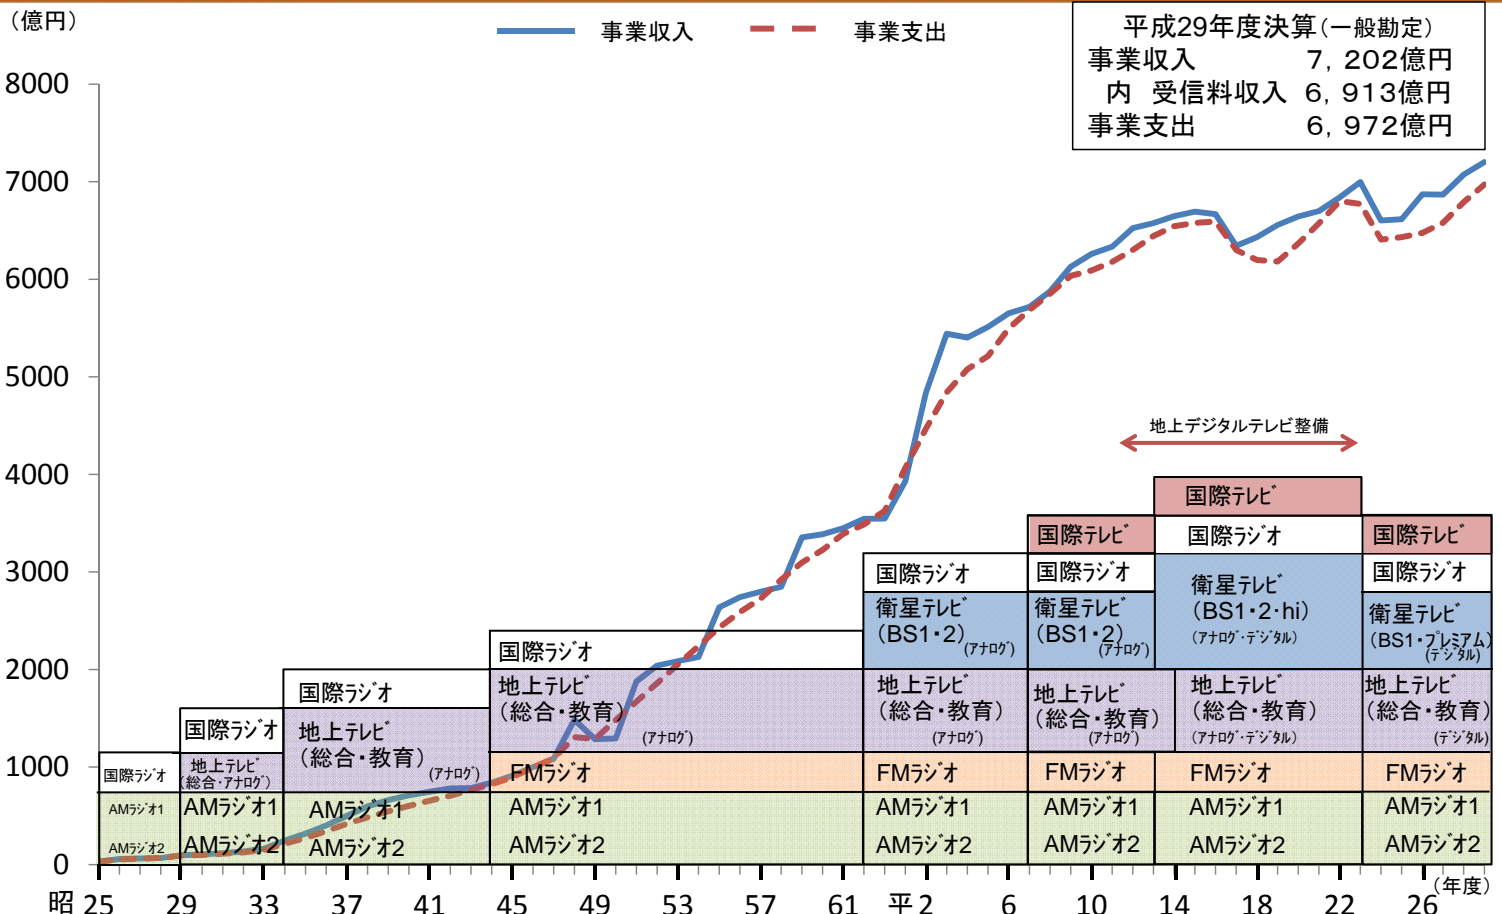 （億円）
事業収入
事業支出
平成29年度決算(一般勘定)
事業収入 7,202億円
内 受信料収入 6,913億円
事業支出 6,972億円
8000
7000
6000
5000
4000
3000
2000
1000
0
地上デジタルテレビ整備
国際ﾗｼﾞｵ
AMﾗｼﾞｵ1
AMﾗｼﾞｵ2
国際ﾗｼﾞｵ
地上ﾃﾚﾋﾞ
(総合・ｱﾅﾛｸﾞ)
AMﾗｼﾞｵ1
AMﾗｼﾞｵ2
国際ﾗｼﾞｵ
地上ﾃﾚﾋﾞ
(総合・教育)
(ｱﾅﾛｸﾞ)
AMﾗｼﾞｵ1
AMﾗｼﾞｵ2
国際ﾗｼﾞｵ
地上ﾃﾚﾋﾞ
(総合・教育)
(ｱﾅﾛｸﾞ)
FMﾗｼﾞｵ
AMﾗｼﾞｵ1
AMﾗｼﾞｵ2
国際ﾗｼﾞｵ
衛星ﾃﾚﾋﾞ
(BS1・2)
(ｱﾅﾛｸﾞ)
地上ﾃﾚﾋﾞ
(総合・教育)
(ｱﾅﾛｸﾞ)
FMﾗｼﾞｵ
AMﾗｼﾞｵ1
AMﾗｼﾞｵ2
国際ﾃﾚﾋﾞ
国際ﾗｼﾞｵ
衛星ﾃﾚﾋﾞ
(BS1・2)
(ｱﾅﾛｸﾞ)
地上ﾃﾚﾋﾞ
(総合・教育)
(ｱﾅﾛｸﾞ)
FMﾗｼﾞｵ
AMﾗｼﾞｵ1
AMﾗｼﾞｵ2
国際ﾃﾚﾋﾞ
国際ﾗｼﾞｵ
衛星ﾃﾚﾋﾞ
(BS1・2・hi)
(ｱﾅﾛｸﾞ・ﾃﾞｼﾞﾀﾙ)
地上ﾃﾚﾋﾞ
(総合・教育)
(ｱﾅﾛｸﾞ・ﾃﾞｼﾞﾀﾙ)
FMﾗｼﾞｵ
AMﾗｼﾞｵ1
AMﾗｼﾞｵ2
国際ﾃﾚﾋﾞ
国際ﾗｼﾞｵ
衛星ﾃﾚﾋﾞ
(BS1・ﾌﾟﾚﾐｱﾑ)
(ﾃﾞｼﾞﾀﾙ)
地上ﾃﾚﾋﾞ
(総合・教育)
(ﾃﾞｼﾞﾀﾙ)
FMﾗｼﾞｵ
AMﾗｼﾞｵ1
AMﾗｼﾞｵ2
(年度)
昭 25 29 33 37 41 45 49 53 57 61 平 2 6 10 14 18 22 26